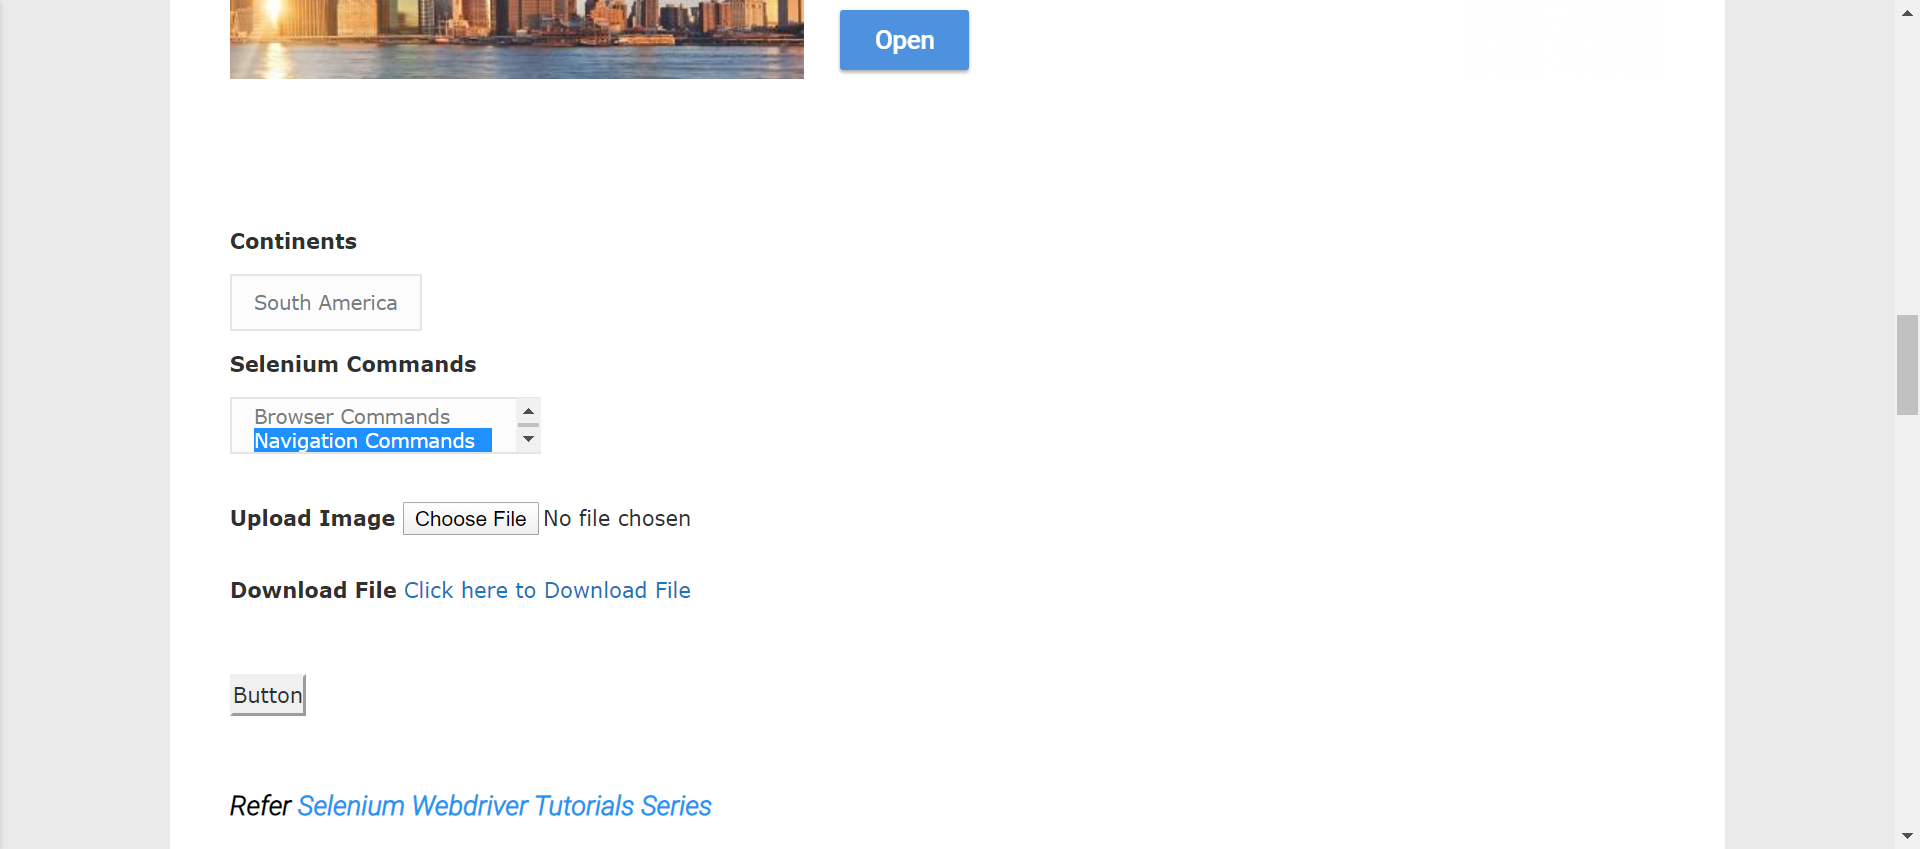 Open
Continents
South America
Selenium Commands
Browser Commands
Navigation Commands
Upload Image Choose File No file chosen
Download File Click here to Download File
Button
Refer Selenium Webdriver Tutorials Series